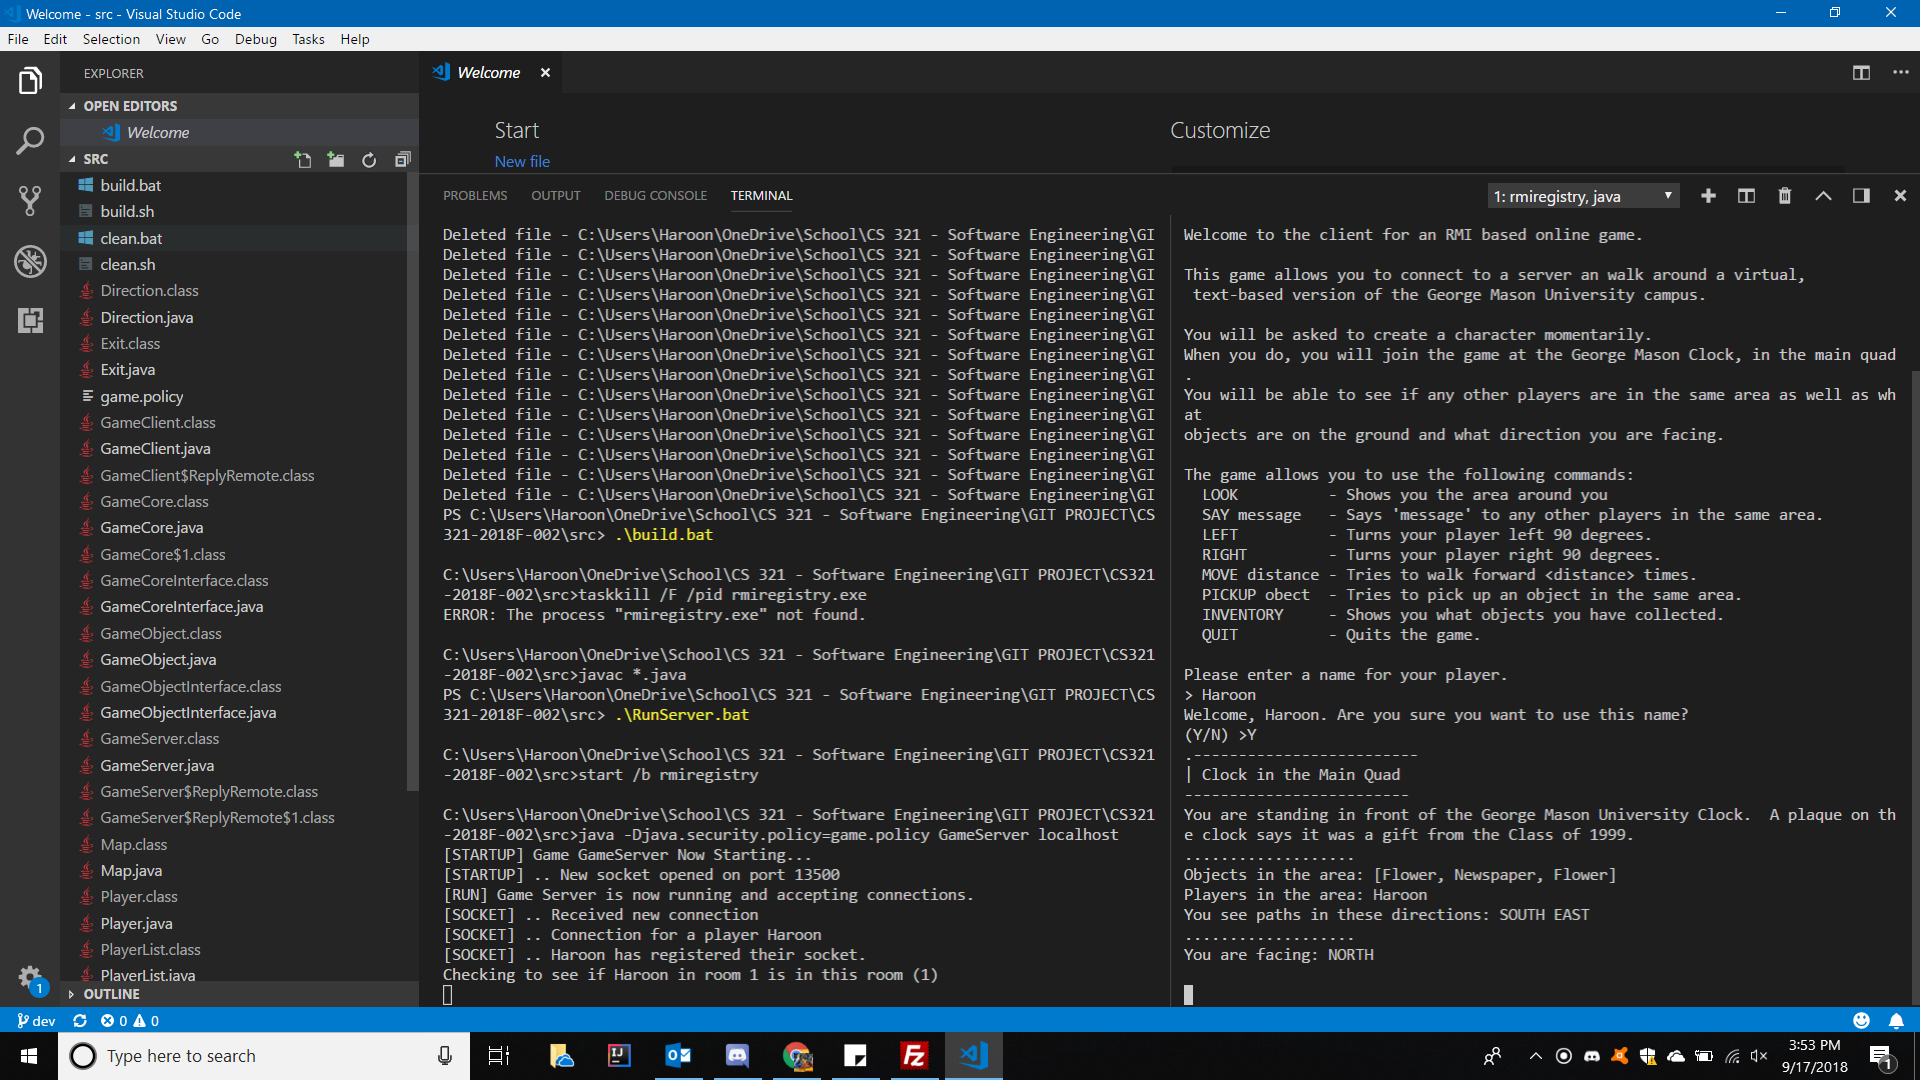 Welcome - src - Visual Studio Code
File Edit Selection View Go Debug Tasks Help
EXPLORER
OPEN EDITORS
Welcome
SRC
build.bat
build.sh
clean.bat
clean.sh
Direction.class
Direction.java
Exit.class
Exit.java
game.policy
GameClient.class
GameClient.java
GameClient$ReplyRemote.class
GameCore.class
GameCore.java
GameCore$1.class
GameCoreInterface.class
GameCoreInterface.java
GameObject.class
GameObject.java
GameObjectInterface.class
GameObjectInterface.java
GameServer.class
GameServer.java
GameServer$ReplyRemote.class
GameServer$ReplyRemote$1.class
Map.class
Map.java
Player.class
Player.java
PlayerList.class
PlayerList.java
OUTLINE
Welcome
Start
New file
Customize
PROBLEMS OUTPUT DEBUG CONSOLE TERMINAL
1: rmiregistry, java
Deleted file - C:\Users\Haroon\OneDrive\School\CS 321 - Software Engineering\GI
Deleted file - C:\Users\Haroon\OneDrive\School\CS 321 - Software Engineering\GI
Deleted file - C:\Users\Haroon\OneDrive\School\CS 321 - Software Engineering\GI
Deleted file - C:\Users\Haroon\OneDrive\School\CS 321 - Software Engineering\GI
Deleted file - C:\Users\Haroon\OneDrive\School\CS 321 - Software Engineering\GI
Deleted file - C:\Users\Haroon\OneDrive\School\CS 321 - Software Engineering\GI
Deleted file - C:\Users\Haroon\OneDrive\School\CS 321 - Software Engineering\GI
Deleted file - C:\Users\Haroon\OneDrive\School\CS 321 - Software Engineering\GI
Deleted file - C:\Users\Haroon\OneDrive\School\CS 321 - Software Engineering\GI
Deleted file - C:\Users\Haroon\OneDrive\School\CS 321 - Software Engineering\GI
Deleted file - C:\Users\Haroon\OneDrive\School\CS 321 - Software Engineering\GI
Deleted file - C:\Users\Haroon\OneDrive\School\CS 321 - Software Engineering\GI
Deleted file - C:\Users\Haroon\OneDrive\School\CS 321 - Software Engineering\GI
Deleted file - C:\Users\Haroon\OneDrive\School\CS 321 - Software Engineering\GI
PS C:\Users\Haroon\OneDrive\School\CS 321 - Software Engineering\GIT PROJECT\CS
321-2018F-002\src> .\build.bat
C:\Users\Haroon\OneDrive\School\CS 321 - Software Engineering\GIT PROJECT\CS321
-2018F-002\src>taskkill /F /pid rmiregistry.exe
ERROR: The process "rmiregistry.exe" not found.
C:\Users\Haroon\OneDrive\School\CS 321 - Software Engineering\GIT PROJECT\CS321
-2018F-002\src>javac *.java
PS C:\Users\Haroon\OneDrive\School\CS 321 - Software Engineering\GIT PROJECT\CS
321-2018F-002\src> .\RunServer.bat
C:\Users\Haroon\OneDrive\School\CS 321 - Software Engineering\GIT PROJECT\CS321
-2018F-002\src>start /b rmiregistry
C:\Users\Haroon\OneDrive\School\CS 321 - Software Engineering\GIT PROJECT\CS321
-2018F-002\src>java -Djava.security.policy=game.policy GameServer localhost
[STARTUP] Game GameServer Now Starting...
[STARTUP] .. New socket opened on port 13500
[RUN] Game Server is now running and accepting connections.
[SOCKET] .. Received new connection
[SOCKET] .. Connection for a player Haroon
[SOCKET] .. Haroon has registered their socket.
Checking to see if Haroon in room 1 is in this room (1)
Welcome to the client for an RMI based online game.
This game allows you to connect to a server an walk around a virtual,
text-based version of the George Mason University campus.
You will be asked to create a character momentarily.
When you do, you will join the game at the George Mason Clock, in the main quad
.
You will be able to see if any other players are in the same area as well as wh
at
objects are on the ground and what direction you are facing.
The game allows you to use the following commands:
LOOK - Shows you the area around you
SAY message - Says 'message' to any other players in the same area.
LEFT - Turns your player left 90 degrees.
RIGHT - Turns your player right 90 degrees.
MOVE distance - Tries to walk forward <distance> times.
PICKUP obect - Tries to pick up an object in the same area.
INVENTORY - Shows you what objects you have collected.
QUIT - Quits the game.
Please enter a name for your player.
> Haroon
Welcome, Haroon. Are you sure you want to use this name?
(Y/N) >Y
.-------------------------
| Clock in the Main Quad
-------------------------
You are standing in front of the George Mason University Clock.  A plaque on th
e clock says it was a gift from the Class of 1999.
...................
Objects in the area: [Flower, Newspaper, Flower]
Players in the area: Haroon
You see paths in these directions: SOUTH EAST
...................
You are facing: NORTH
1
dev 0 0
Type here to search
3:53 PM
9/17/2018
1